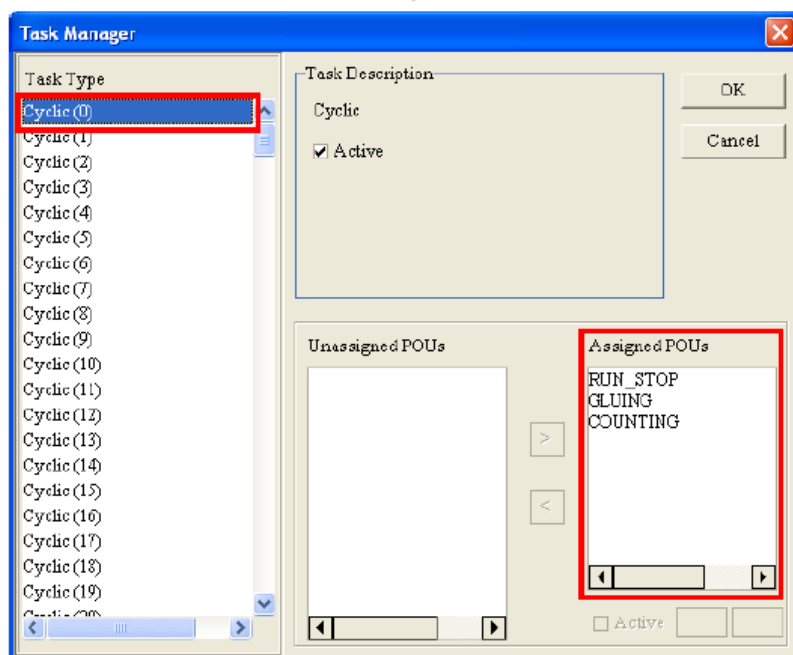 Task Manager
Task Type
Cyclic (0)
Cyclic (1)
Cyclic (2)
Cyclic (3)
Cyclic (4)
Cyclic (5)
Cyclic (6)
Cyclic (7)
Cyclic (8)
Cyclic (9)
Cyclic (10)
Cyclic (11)
Cyclic (12)
Cyclic (13)
Cyclic (14)
Cyclic (15)
Cyclic (16)
Cyclic (17)
Cyclic (18)
Cyclic (19)
Cyclic (20)
Task Description
Cyclic
Active
OK
Cancel
Unassigned POUs
>
<
Assigned POUs
RUN_STOP
GLUING
COUNTING
Active